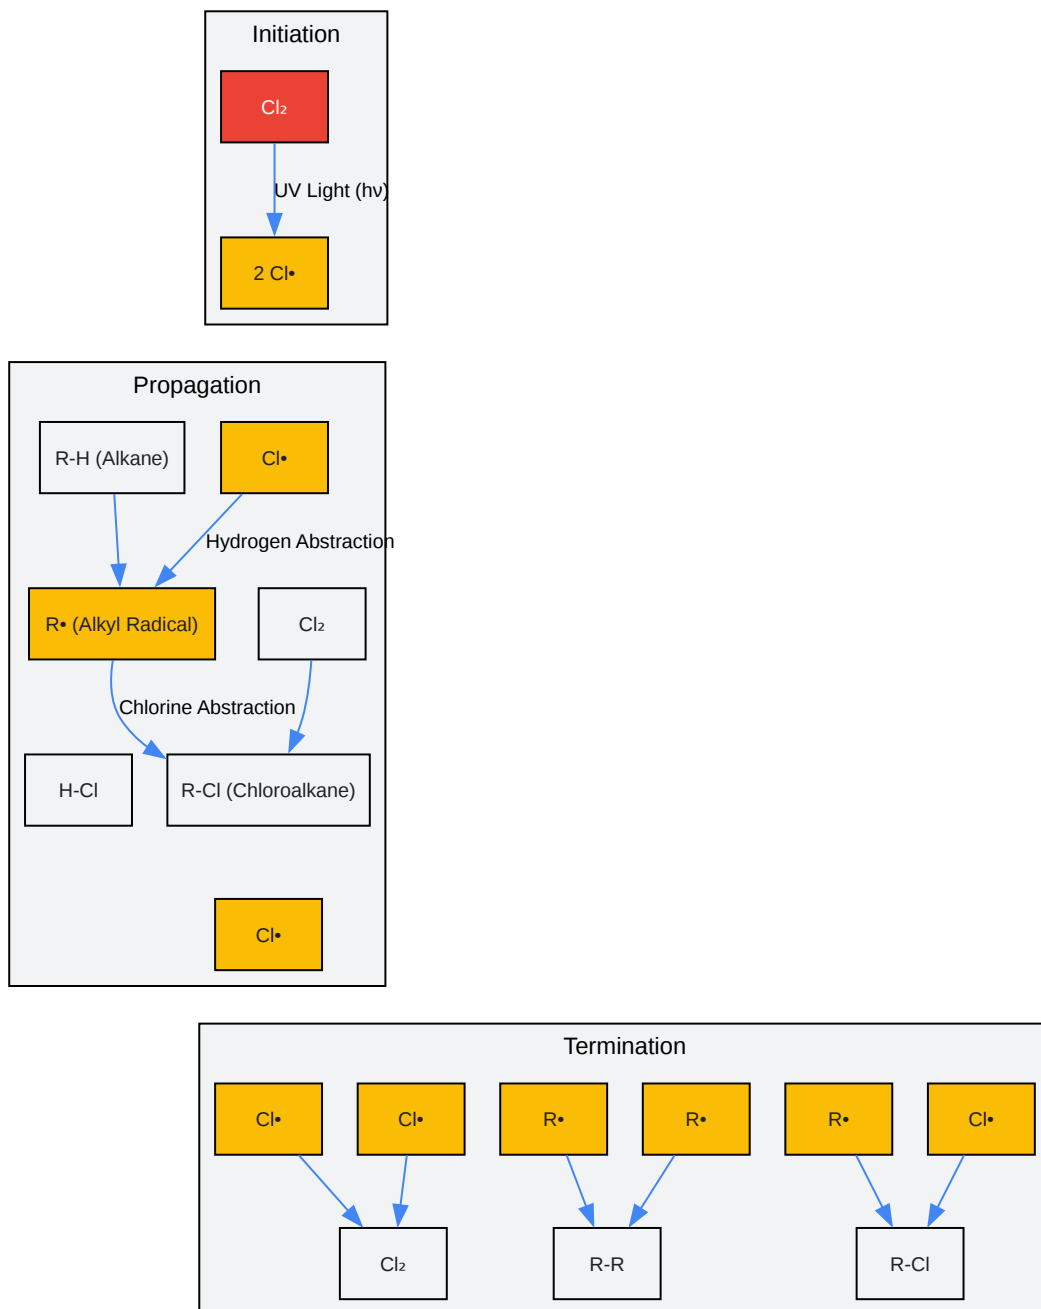 Initiation
Cl₂
UV Light (hν)
2 Cl•
Propagation
R-H (Alkane)
Cl•
Hydrogen Abstraction
R• (Alkyl Radical)
Cl₂
Chlorine Abstraction
H-Cl
R-Cl (Chloroalkane)
Cl•
Termination
Cl•
Cl•
R•
R•
R•
Cl•
Cl₂
R-R
R-Cl